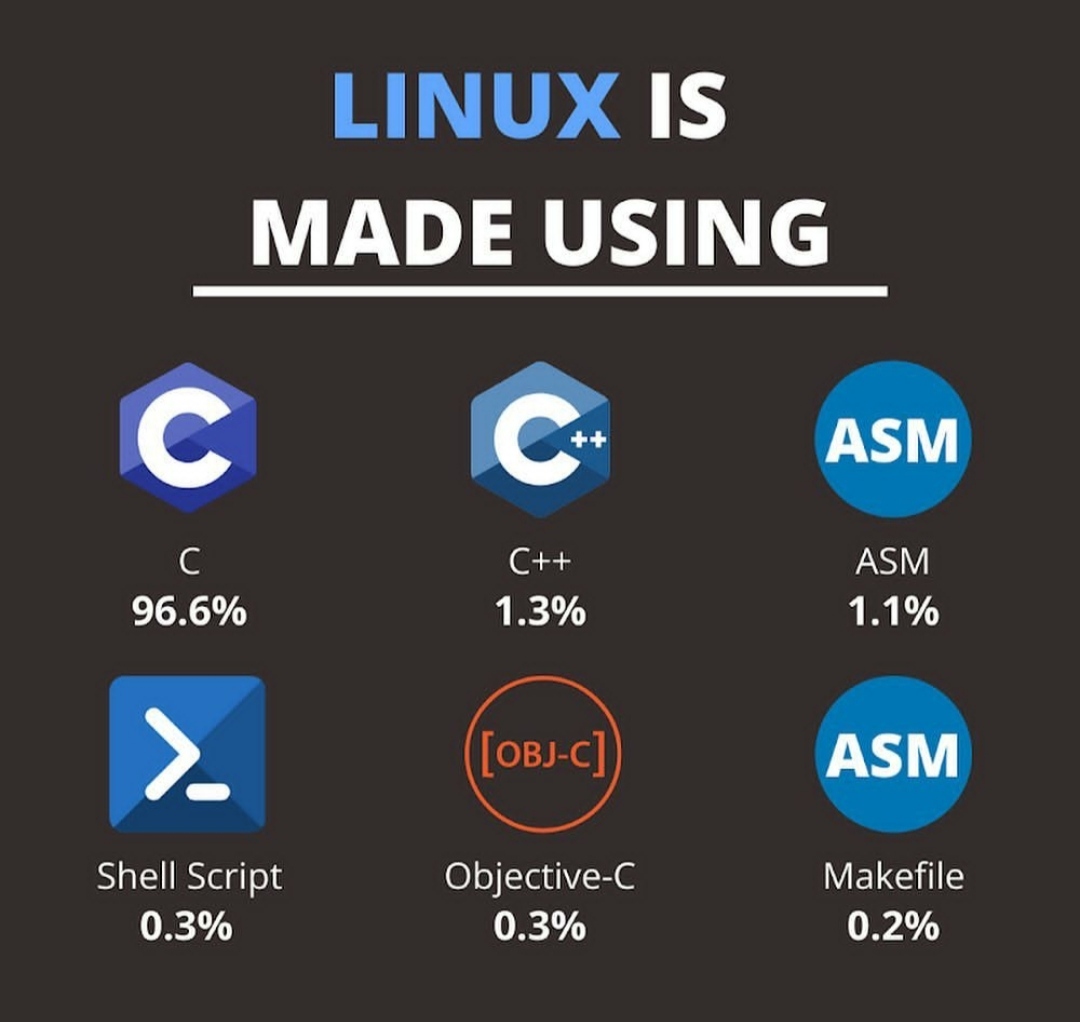 LINUX IS
MADE USING
C
C++
ASM
C
C++
ASM
96.6%
1.3%
1.1%
>_
[OBJ-C]
ASM
Shell Script
Objective-C
Makefile
0.3%
0.3%
0.2%